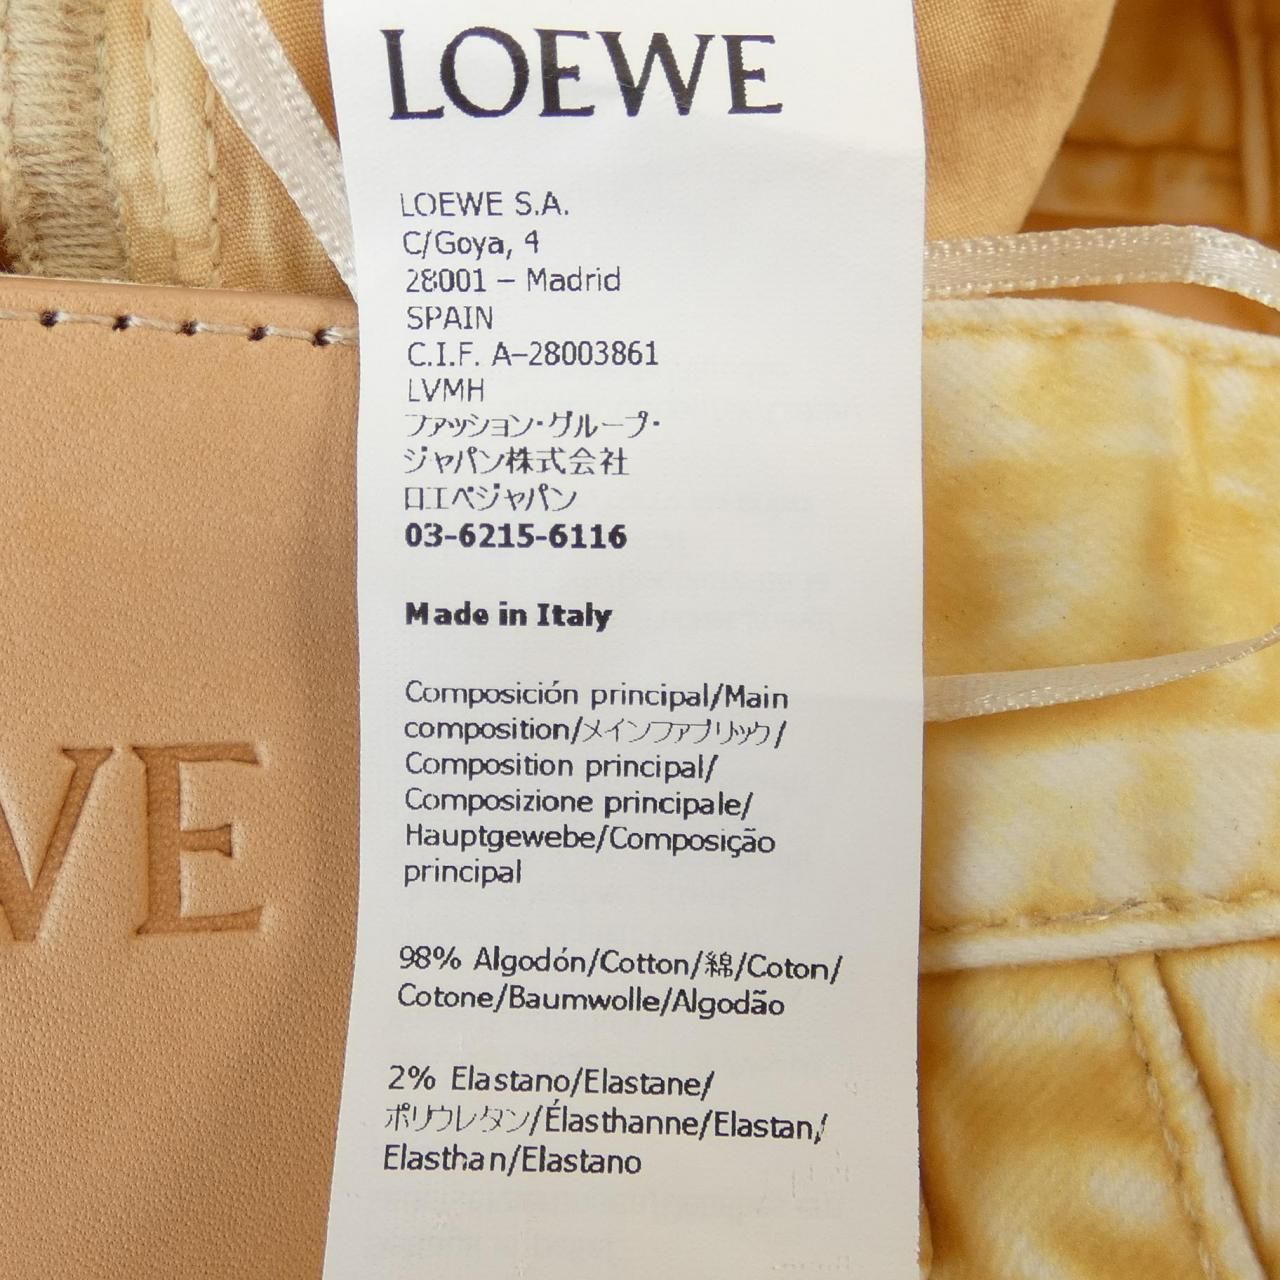 LOEWE
LOEWE S.A.
C/Goya, 4
28001 – Madrid
SPAIN
C.I.F. A–28003861
LVMH
ファッション・グループ・
ジャパン株式会社
ロエベジャパン
03-6215-6116
Made in Italy
Composición principal/Main
composition/メインファブリック/
Composition principal/
Composizione principale/
Hauptgewebe/Composição
principal
98% Algodón/Cotton/綿/Coton/
Cotone/Baumwolle/Algodão
2% Elastano/Elastane/
ポリウレタン/Élasthanne/Elastan/
Elasthan/Elastano
WE